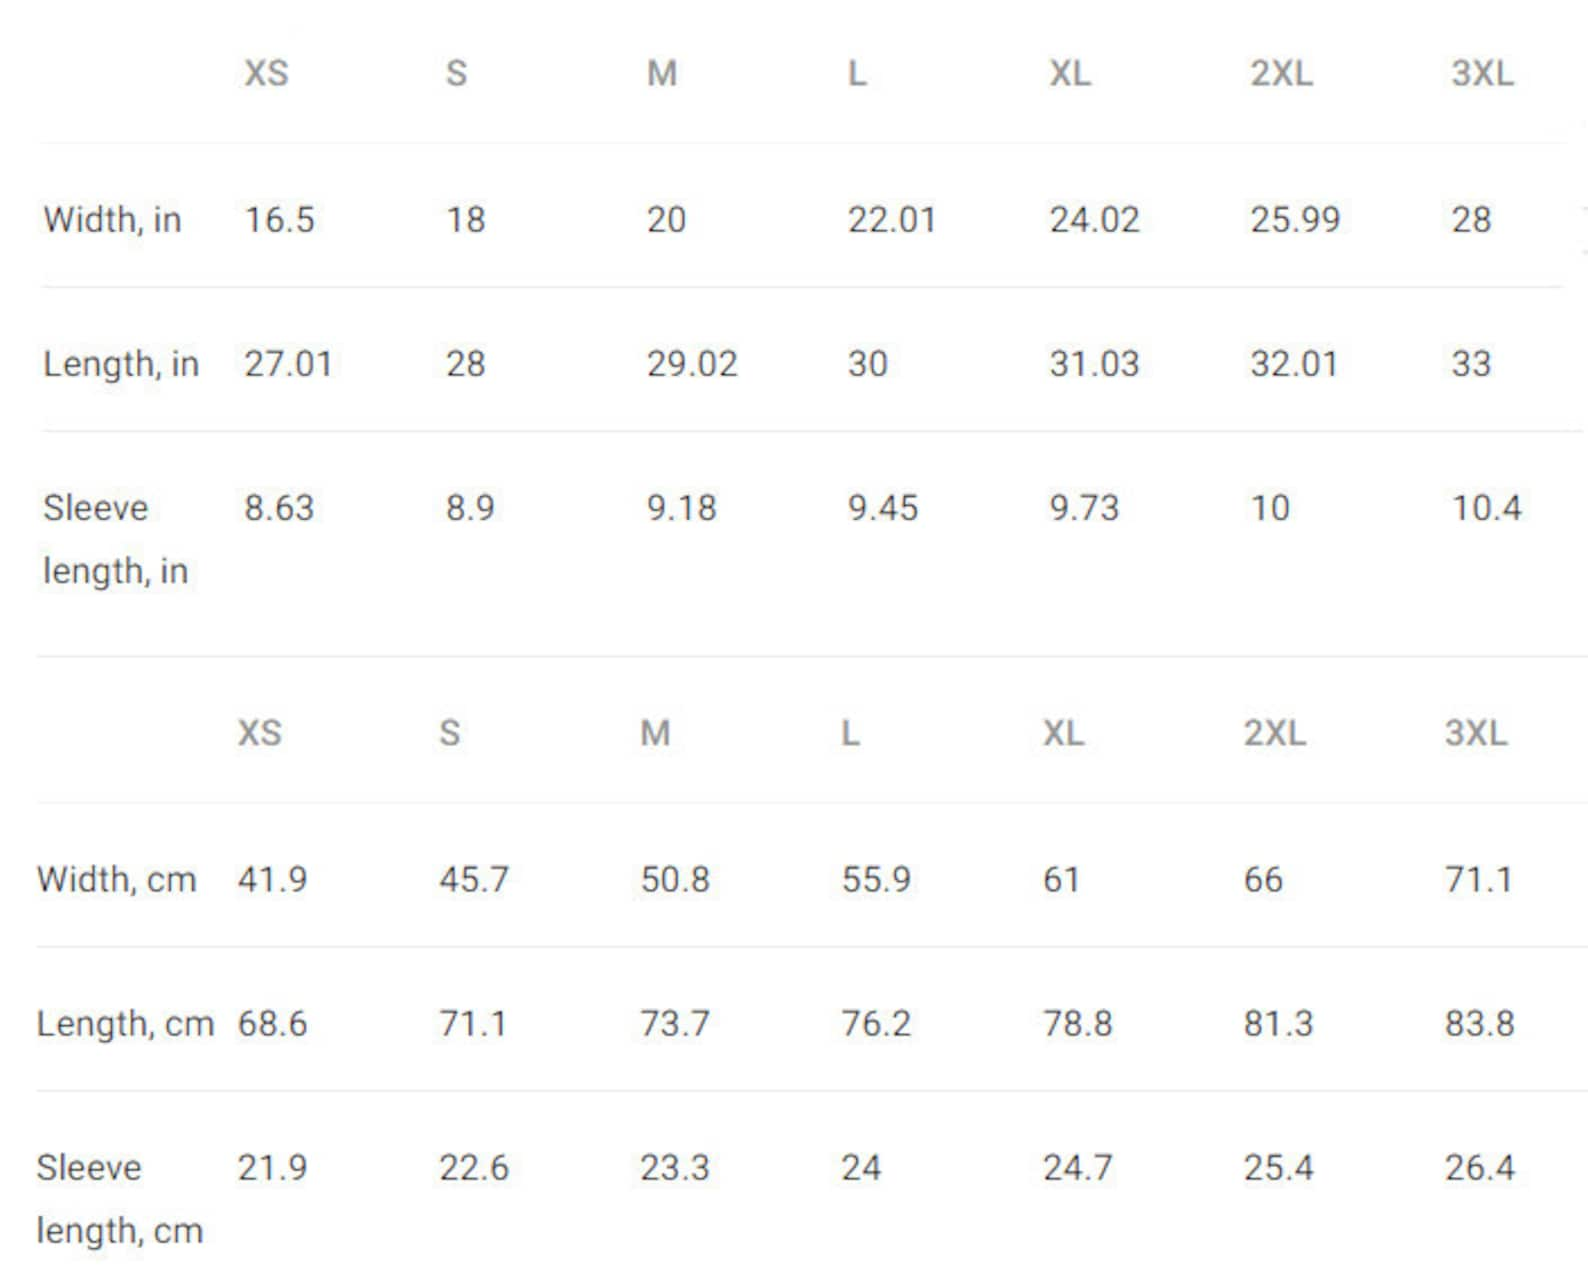 XS S M L XL 2XL 3XL
Width, in 16.5 18 20 22.01 24.02 25.99 28
Length, in 27.01 28 29.02 30 31.03 32.01 33
Sleeve 8.63 8.9 9.18 9.45 9.73 10 10.4
length, in
XS S M L XL 2XL 3XL
Width, cm 41.9 45.7 50.8 55.9 61 66 71.1
Length, cm 68.6 71.1 73.7 76.2 78.8 81.3 83.8
Sleeve 21.9 22.6 23.3 24 24.7 25.4 26.4
length, cm